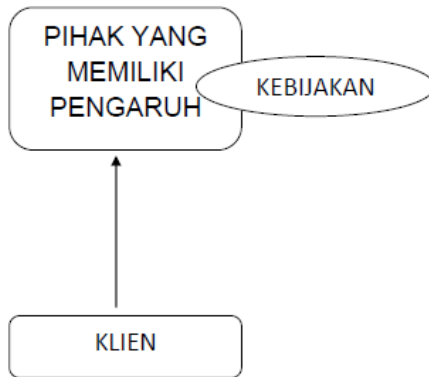 PIHAK YANG
MEMILIKI
PENGARUH
KEBIJAKAN
KLIEN